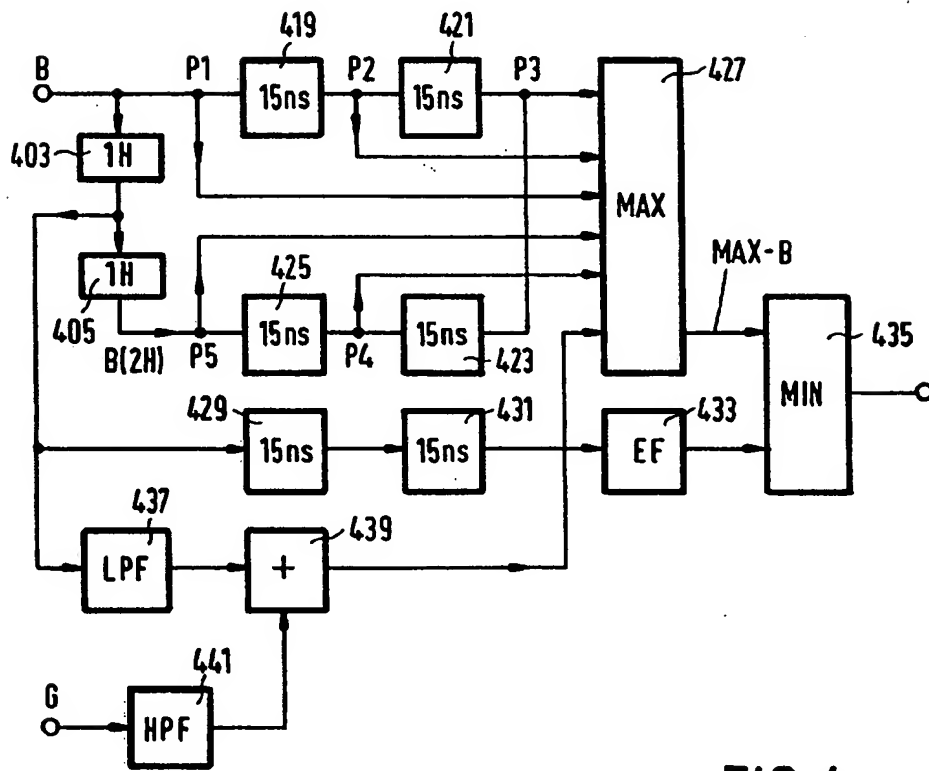 419
421
B
P1
P2
P3
427
15ns
15ns
403
1H
MAX
MAX-B
425
1H
405
435
B(2H)
P5
15ns
P4
15ns
423
MIN
429
431
433
15ns
15ns
EF
437
439
LPF
+
441
G
HPF